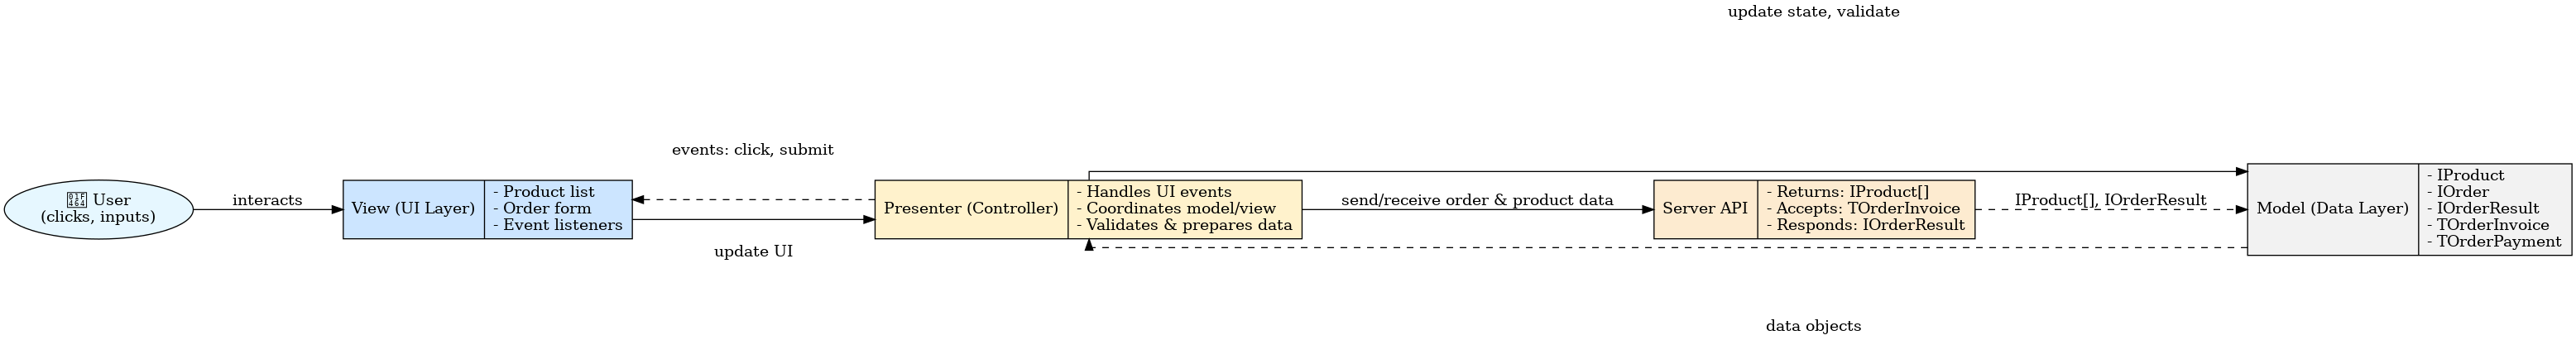 update state, validate
events: click, submit
User
(clicks, inputs)
interacts
View (UI Layer)
- Product list
- Order form
- Event listeners
update UI
Presenter (Controller)
- Handles UI events
- Coordinates model/view
- Validates & prepares data
send/receive order & product data
Server API
- Returns: IProduct[]
- Accepts: TOrderInvoice
- Responds: IOrderResult
IProduct[], IOrderResult
Model (Data Layer)
- IProduct
- IOrder
- IOrderResult
- TOrderInvoice
- TOrderPayment
data objects